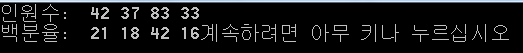 인원수:  42 37 83 33
백분율:  21 18 42 16계속하려면 아무 키나 누르십시오